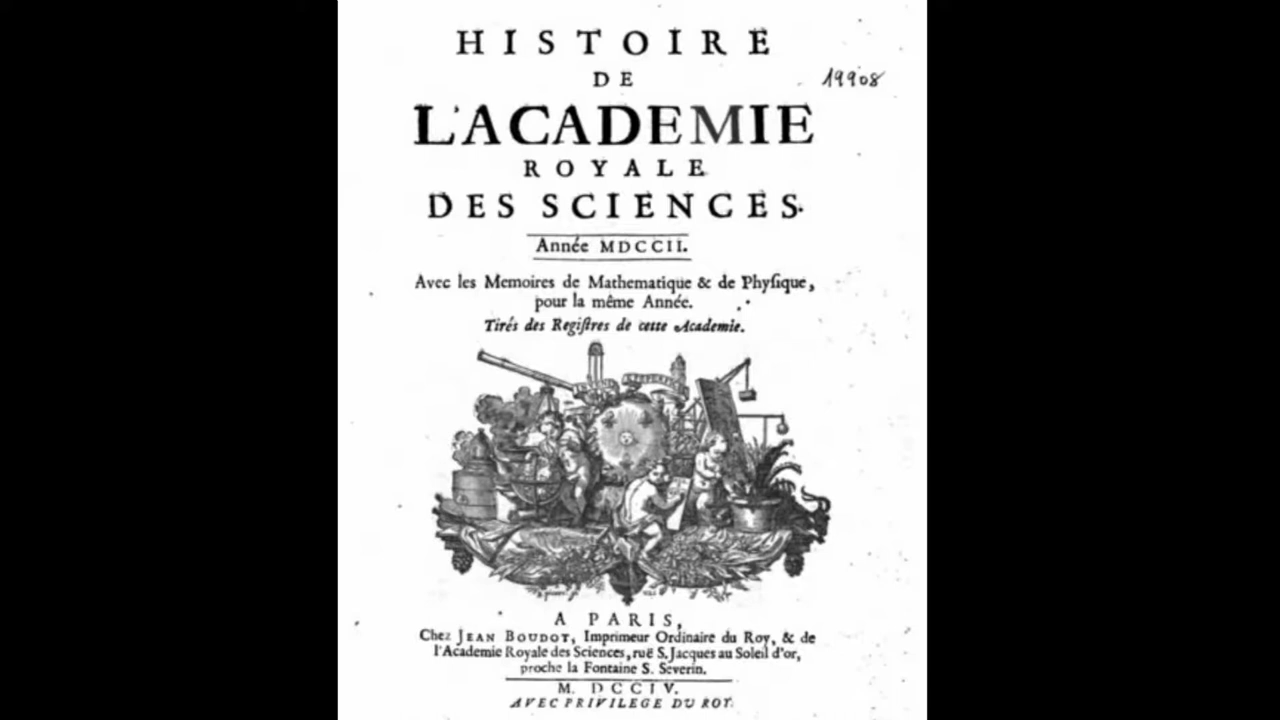 HISTOIRE
DE
19908
L'ACADEMIE
ROYALE
DES SCIENCES.
Année MDCCII.
Avec les Memoires de Mathematique & de Phyſique,
pour la même Année.
Tirés des Regiſtres de cette Academie.
A PARIS,
Chez JEAN BOUDOT, Imprimeur Ordinaire du Roy, & de
l'Academie Royale des Sciences, ruë S. Jacques au Soleil d'or,
proche la Fontaine S. Severin.
M. DCCIV.
AVEC PRIVILEGE DU ROY.